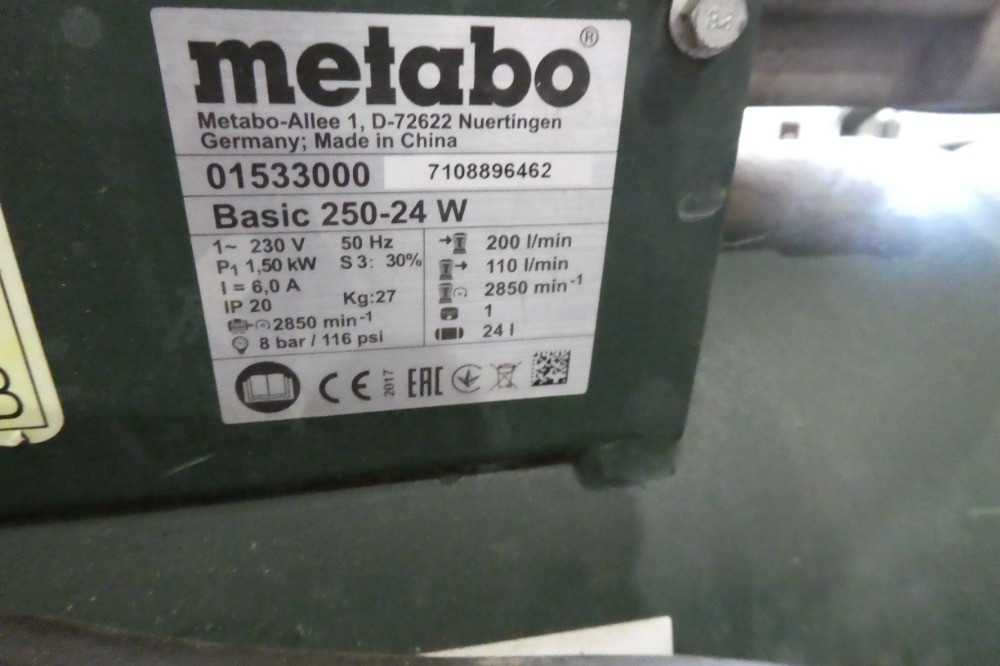 8.8
metabo®
Metabo-Allee 1, D-72622 Nuertingen
Germany; Made in China
01533000 7108896462
Basic 250-24 W
1~ 230 V 50 Hz
P1 1,50 kW S 3: 30%
I = 6,0 A
IP 20 Kg:27
2850 min-1
8 bar / 116 psi
200 l/min
110 l/min
2850 min-1
1
24 l
CE 2017 EAC
B